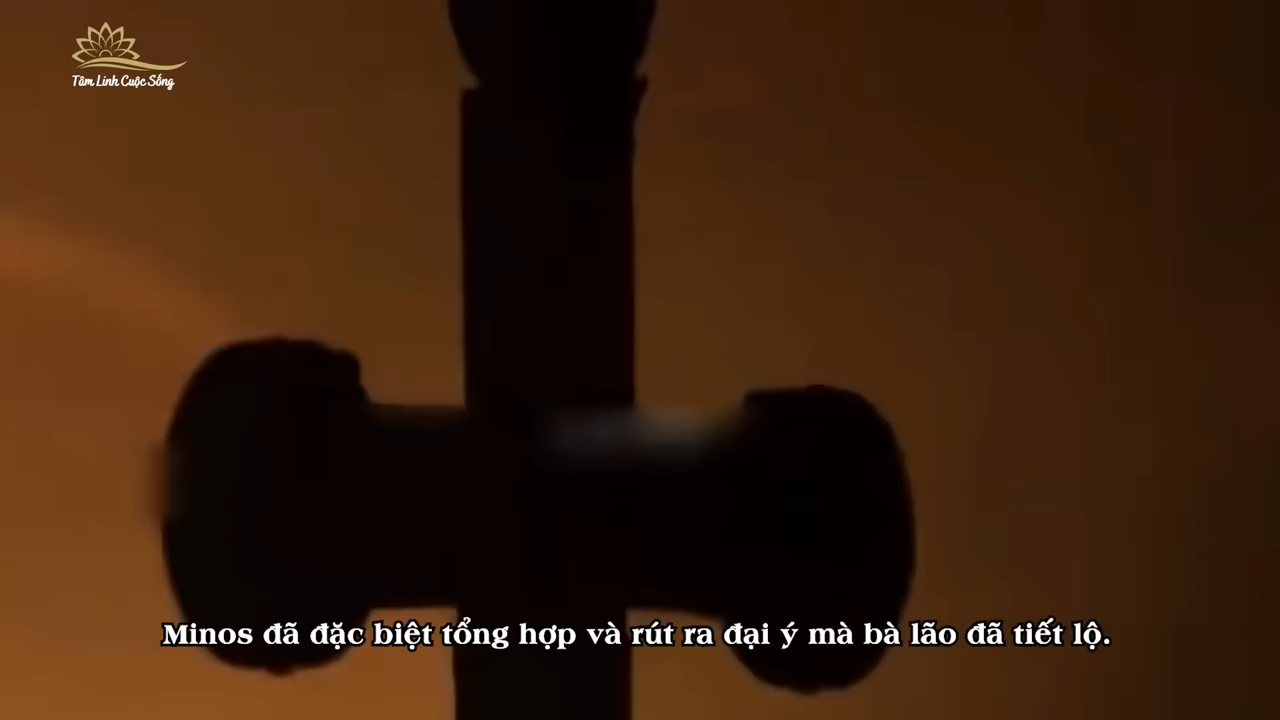 Tâm Linh Cuộc Sống
Minos đã đặc biệt tổng hợp và rút ra đại ý mà bà lão đã tiết lộ.